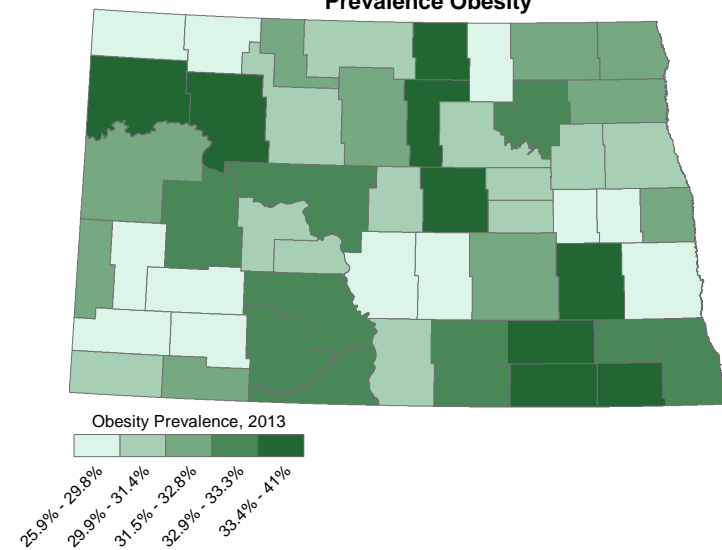 Prevalence Obesity
Obesity Prevalence, 2013
25.9% - 29.8%
29.9% - 31.4%
31.5% - 32.8%
32.9% - 33.3%
33.4% - 41%